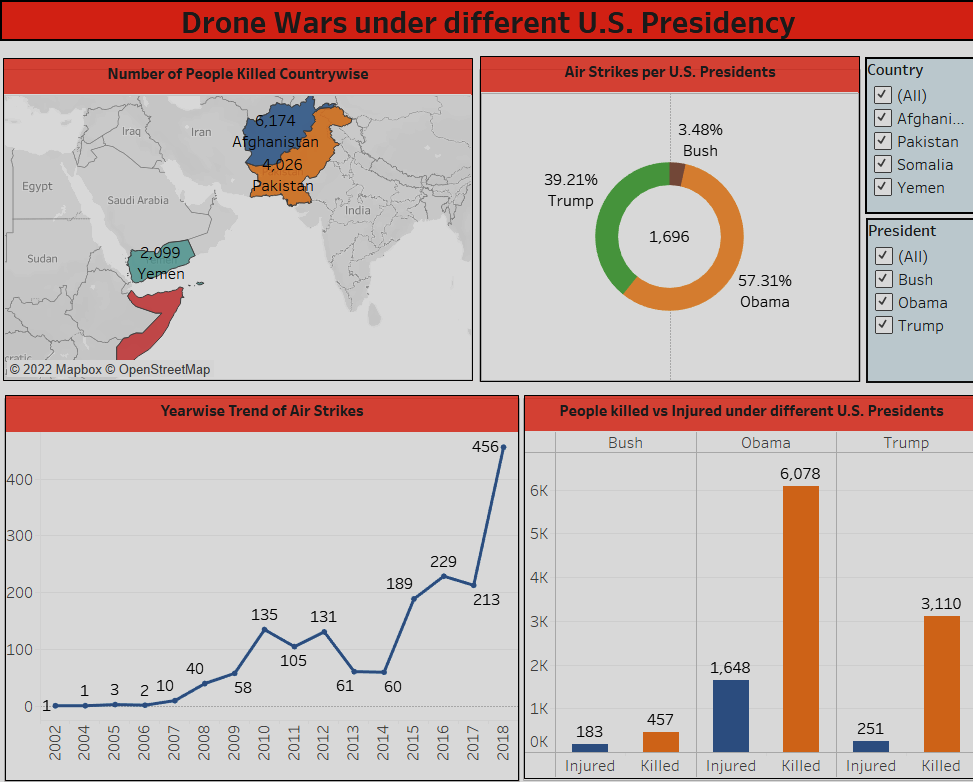 Drone Wars under different U.S. Presidency
Number of People Killed Countrywise
Iraq
Iran
6,174
Afghanistan
4,026
Pakistan
Egypt
Saudi Arabia
India
Sudan
2,099
Yemen
cratic
© 2022 Mapbox © OpenStreetMap
Air Strikes per U.S. Presidents
3.48%
Bush
39.21%
Trump
1,696
57.31%
Obama
Country
(All)
Afghani...
Pakistan
Somalia
Yemen
President
(All)
Bush
Obama
Trump
Yearwise Trend of Air Strikes
400
300
200
100
0
1
1
3
2
10
40
58
135
105
131
61
60
189
229
213
456
2002
2004
2005
2006
2007
2008
2009
2010
2011
2012
2013
2014
2015
2016
2017
2018
People killed vs Injured under different U.S. Presidents
Bush Obama Trump
6K
5K
4K
3K
2K
1K
0K
183
457
1,648
6,078
251
3,110
Injured Killed Injured Killed Injured Killed